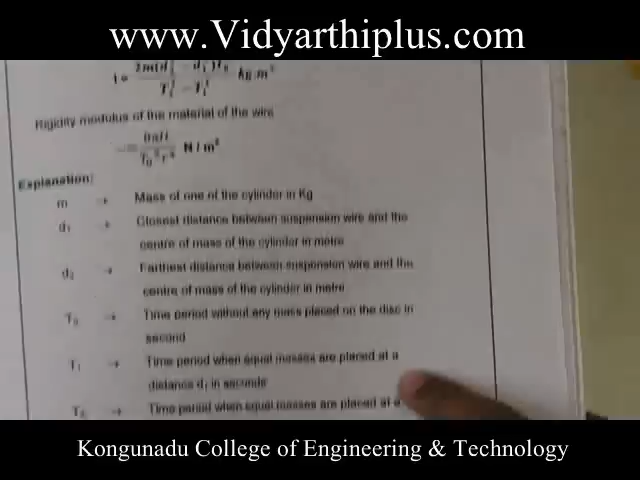 www.Vidyarthiplus.com
kg m²
Rigidity modulus of the material of the wire
N / m²
Explanation:
m → Mass of one of the cylinder in Kg
d₁ → Closest distance between suspension wire and the
centre of mass of the cylinder in metre
d₂ → Farthest distance between suspension wire and the
centre of mass of the cylinder in metre
T₀ → Time period without any mass placed on the disc in
second
T₁ → Time period when equal masses are placed at a
distance d₁ in seconds
T₂ → Time period when equal masses are placed at a
Kongunadu College of Engineering & Technology